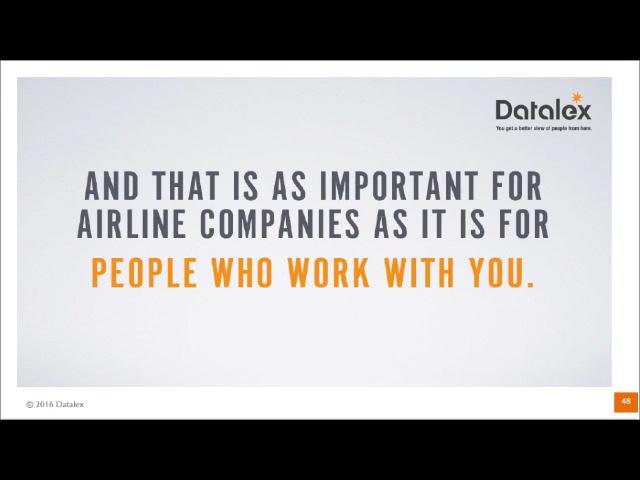 Datalex
You get a better view of people from here.
AND THAT IS AS IMPORTANT FOR
AIRLINE COMPANIES AS IT IS FOR
PEOPLE WHO WORK WITH YOU.
© 2016 Datalex
48